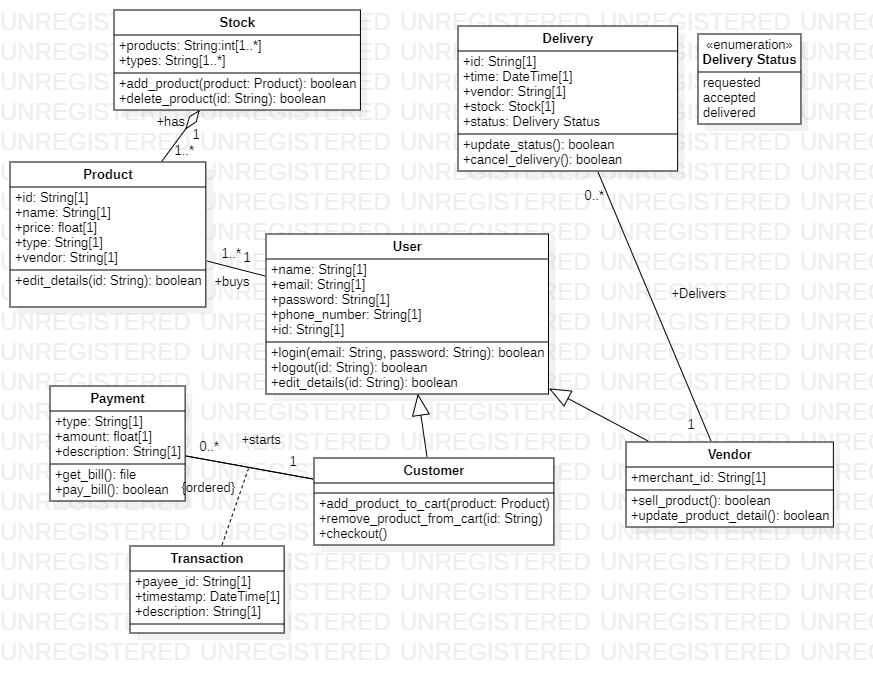 Stock
+products: String:int[1..*]
+types: String[1..*]
+add_product(product: Product): boolean
+delete_product(id: String): boolean
Delivery
+id: String[1]
+time: DateTime[1]
+vendor: String[1]
+stock: Stock[1]
+status: Delivery Status
+update_status(): boolean
+cancel_delivery(): boolean
«enumeration»
Delivery Status
requested
accepted
delivered
+has
1
1..*
Product
+id: String[1]
+name: String[1]
+price: float[1]
+type: String[1]
+vendor: String[1]
+edit_details(id: String): boolean
1..*
1
+buys
User
+name: String[1]
+email: String[1]
+password: String[1]
+phone_number: String[1]
+id: String[1]
+login(email: String, password: String): boolean
+logout(id: String): boolean
+edit_details(id: String): boolean
0..*
+Delivers
1
Payment
+type: String[1]
+amount: float[1]
+description: String[1]
+get_bill(): file
+pay_bill(): boolean
0..*
+starts
1
{ordered}
Customer
+add_product_to_cart(product: Product)
+remove_product_from_cart(id: String)
+checkout()
Vendor
+merchant_id: String[1]
+sell_product(): boolean
+update_product_detail(): boolean
Transaction
+payee_id: String[1]
+timestamp: DateTime[1]
+description: String[1]
UNREGISTERED